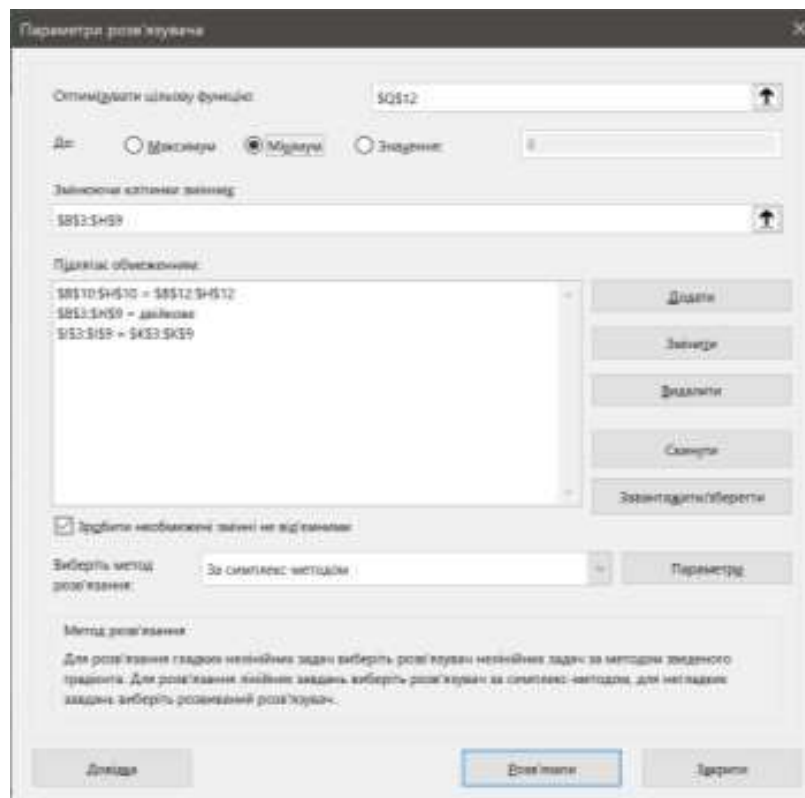 Параметри розв'язувача
Оптимізувати цільову функцію: $Q$12
До: Максимум Мінімум Значення: 0
Змінюючи клітинки змінних:
$B$3:$H$9
Підлягає обмеженням:
$B$10:$H$10 = $B$12:$H$12
$B$3:$H$9 = двійкове
$I$3:$I$9 = $K$3:$K$9
Додати
Змінити
Видалити
Скинути
Завантажити/зберегти
Зробити необмежені змінні не від'ємними
Виберіть метод розв'язання: За симплекс-методом Параметри
Метод розв'язання
Для розв'язання гладких нелінійних задач виберіть розв'язувач нелінійних задач за методом зведеного
градієнта. Для розв'язання лінійних завдань виберіть розв'язувач за симплекс-методом, для негладких
завдань виберіть розвиваний розв'язувач.
Довідка Розв'язати Закрити